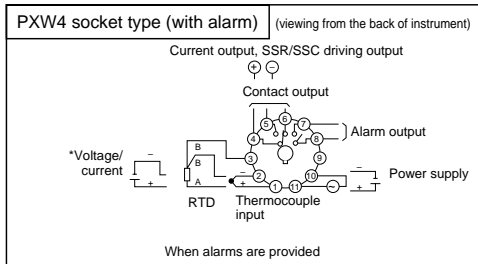 PXW4 socket type (with alarm) (viewing from the back of instrument)
Current output, SSR/SSC driving output
+ −
Contact output
5 6 7
4 8
Alarm output
*Voltage/
current
−
+
B
B
A
RTD
3 9
2 10
1 11
−
+
Thermocouple
input
~
−
+
Power supply
When alarms are provided